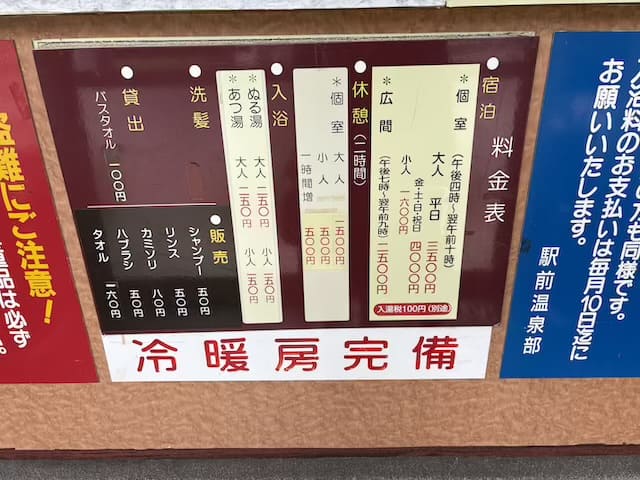 の浴料のお支払いは毎月10日迄に
お願いいたします。
駅前温泉部
料金表
●宿泊
*個室
(午後四時～翌午前十時)
大人 平日 三五〇〇円
金・土・日・祝日 四〇〇〇円
小人 一六〇〇円
*広間
(午後七時～翌午前九時) 二五〇〇円
入湯税100円(別途)
●休憩(二時間)
*個室
大人 一五〇〇円
小人 五〇〇円
一時間増 五〇〇円
●入浴
*ぬる湯 大人 二五〇円 小人 一五〇円
*あつ湯 大人 二五〇円 小人 一五〇円
●洗髪
●貸出
バスタオル 一〇〇円
●販売
シャンプー 五〇円
リンス 五〇円
カミソリ 八〇円
ハブラシ 五〇円
タオル 一六〇円
冷暖房完備
盗難にご注意！
品は必ず